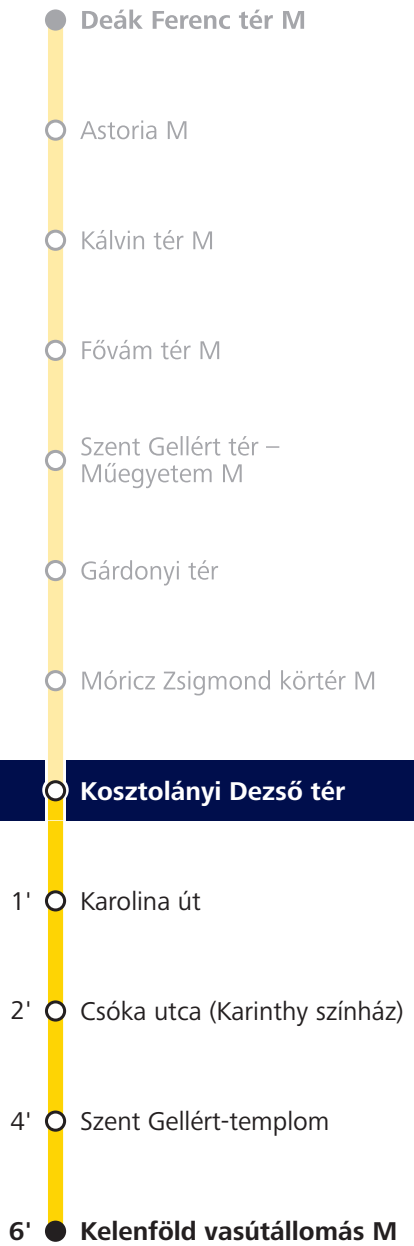 Deák Ferenc tér M
Astoria M
Kálvin tér M
Fővám tér M
Szent Gellért tér –
Műegyetem M
Gárdonyi tér
Móricz Zsigmond körtér M
Kosztolányi Dezső tér
1' Karolina út
2' Csóka utca (Karinthy színház)
4' Szent Gellért-templom
6' Kelenföld vasútállomás M